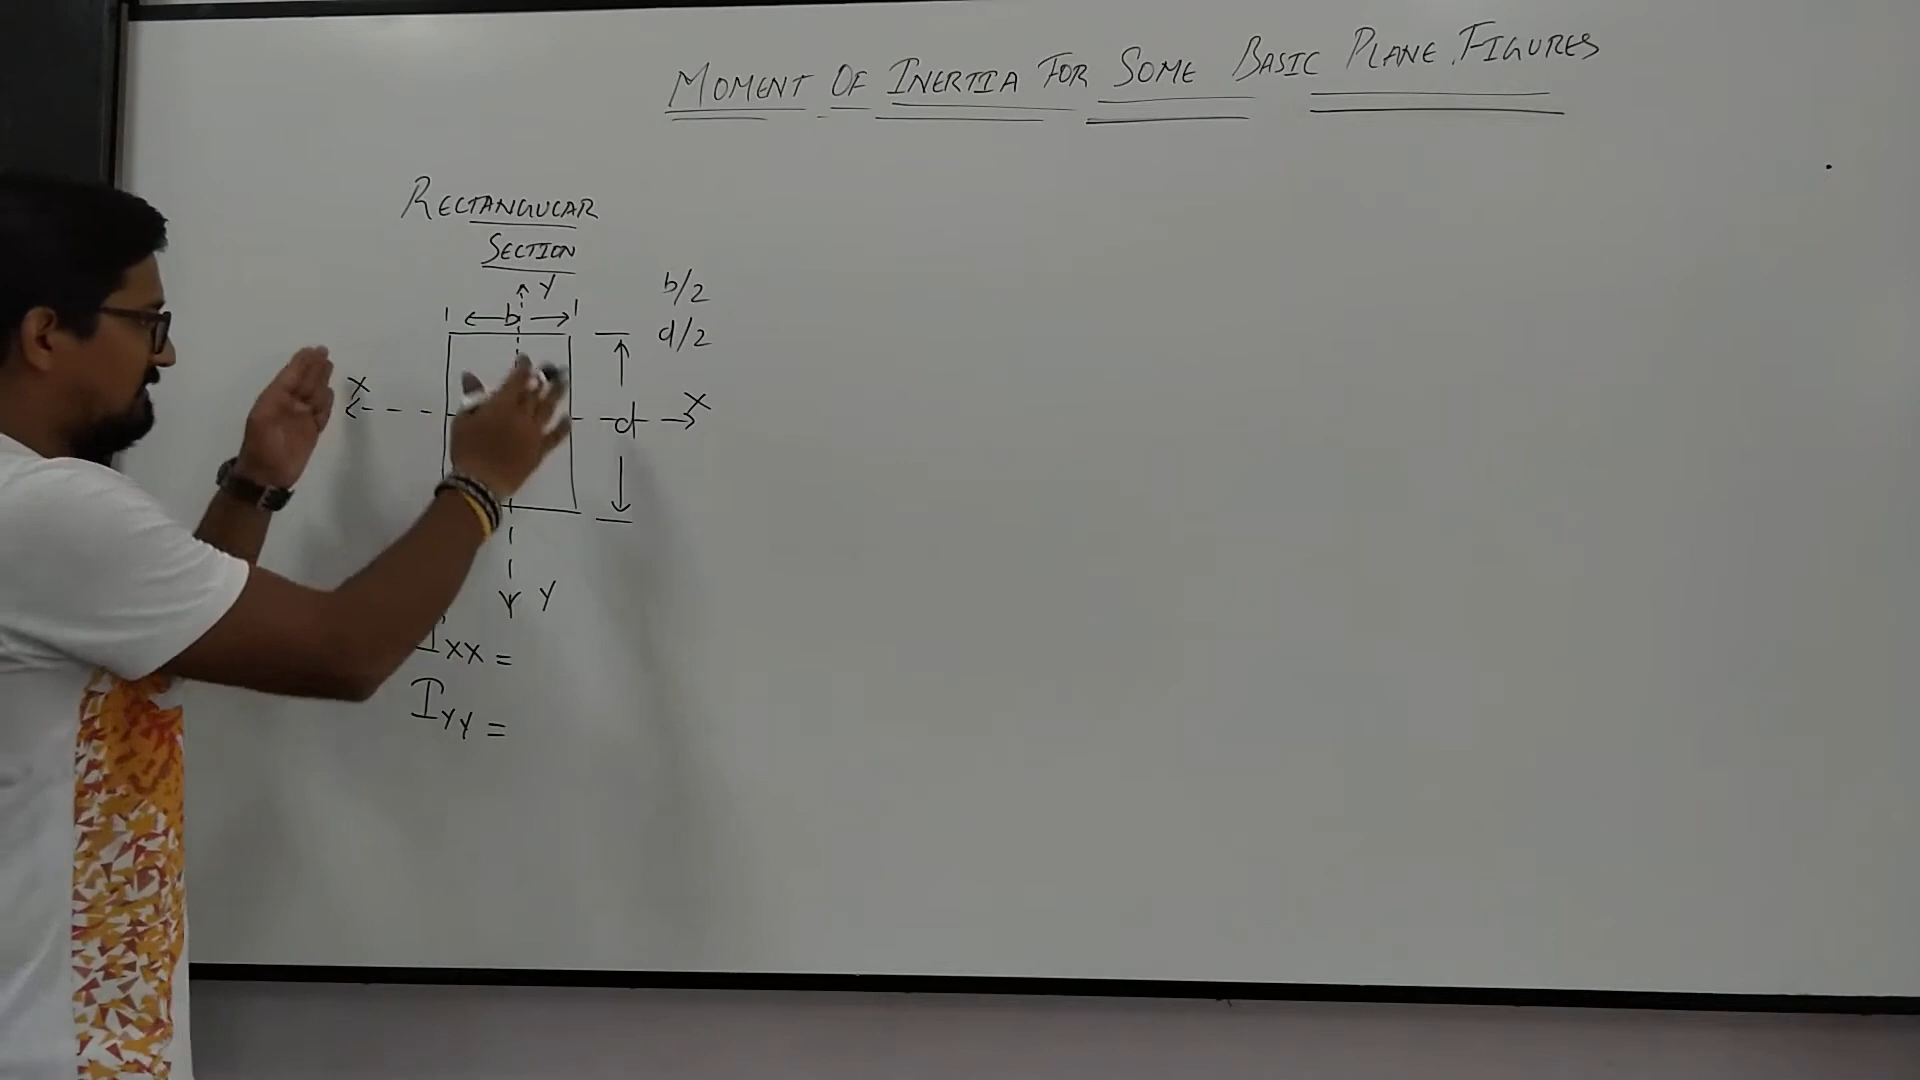 MOMENT OF INERTIA FOR SOME BASIC PLANE FIGURES
RECTANGULAR
SECTION
Y
b
b/2
d/2
X
X
d
Y
IXX =
IYY =